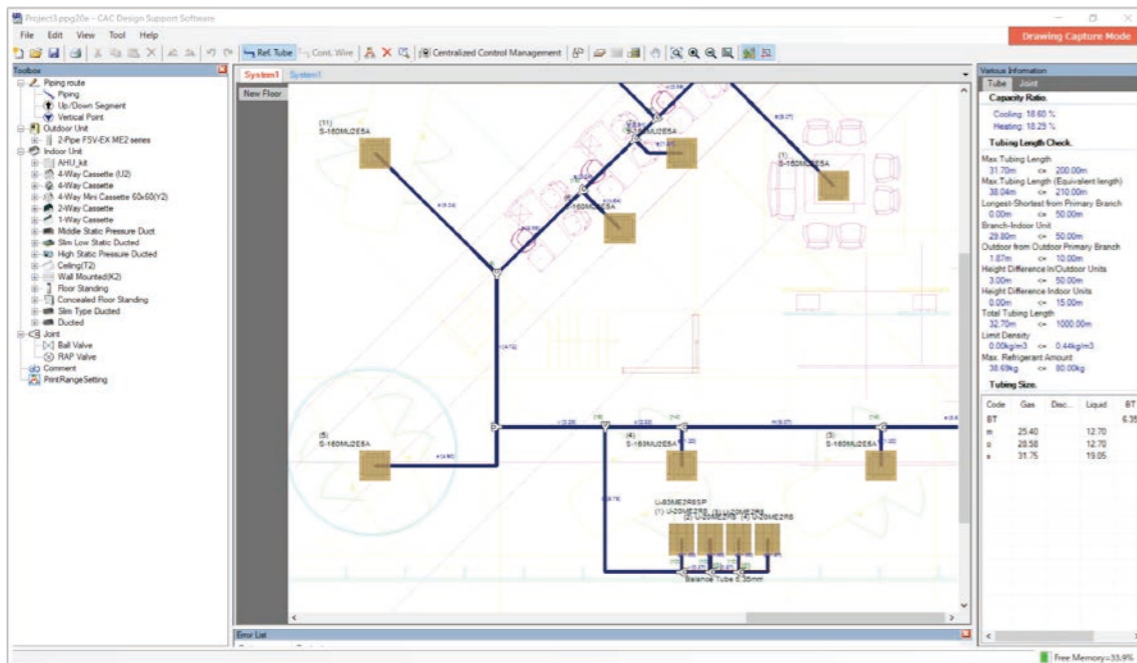 Project3.ppg20e - CAC Design Support Software
File Edit View Tool Help
Drawing Capture Mode
Ref. Tube Cont. Wire Centralized Control Management
Toolbox
Piping route
Piping
Up/Down Segment
Vertical Point
Outdoor Unit
2-Pipe FSV-EX ME2 series
Indoor Unit
AHU_kit
4-Way Cassette (U2)
4-Way Cassette
4-Way Mini Cassette 60x60(Y2)
2-Way Cassette
1-Way Cassette
Middle Static Pressure Duct
Slim Low Static Ducted
High Static Pressure Ducted
Ceiling(T2)
Wall Mounted(K2)
Floor Standing
Concealed Floor Standing
Slim Type Ducted
Ducted
Joint
Ball Valve
RAP Valve
Comment
PrintRangeSetting
System1 System1
New Floor
(11)
S-160MU2E5A
(1)
(5)
S-160MU2E5A
(4)
S-160MU2E5A
(3)
S-160MU2E5A
(1) U-20ME2R8
Balance Tube 6.35mm
Error List
Various Information
Tube Joint
Capacity Ratio.
Cooling: 18.60 %
Heating: 18.25 %
Tubing Length Check.
Max.Tubing Length
31.70m <= 200.00m
Max.Tubing Length (Equivalent length)
38.04m <= 210.00m
Longest-Shortest from Primary Branch
0.00m <= 50.00m
Branch-Indoor Unit
29.80m <= 50.00m
Outdoor from Outdoor Primary Branch
1.87m <= 10.00m
Height Difference In/Outdoor Units
3.00m <= 50.00m
Height Difference Indoor Units
0.00m <= 15.00m
Total Tubing Length
32.70m <= 1000.00m
Limit Density
0.00kg/m3 <= 0.44kg/m3
Max. Refrigerant Amount
38.69kg <= 80.00kg
Tubing Size.
Code Gas Disc... Liquid BT
BT 6.35
m 25.40 12.70
o 28.58 12.70
31.75 19.05
Free Memory=33.9%